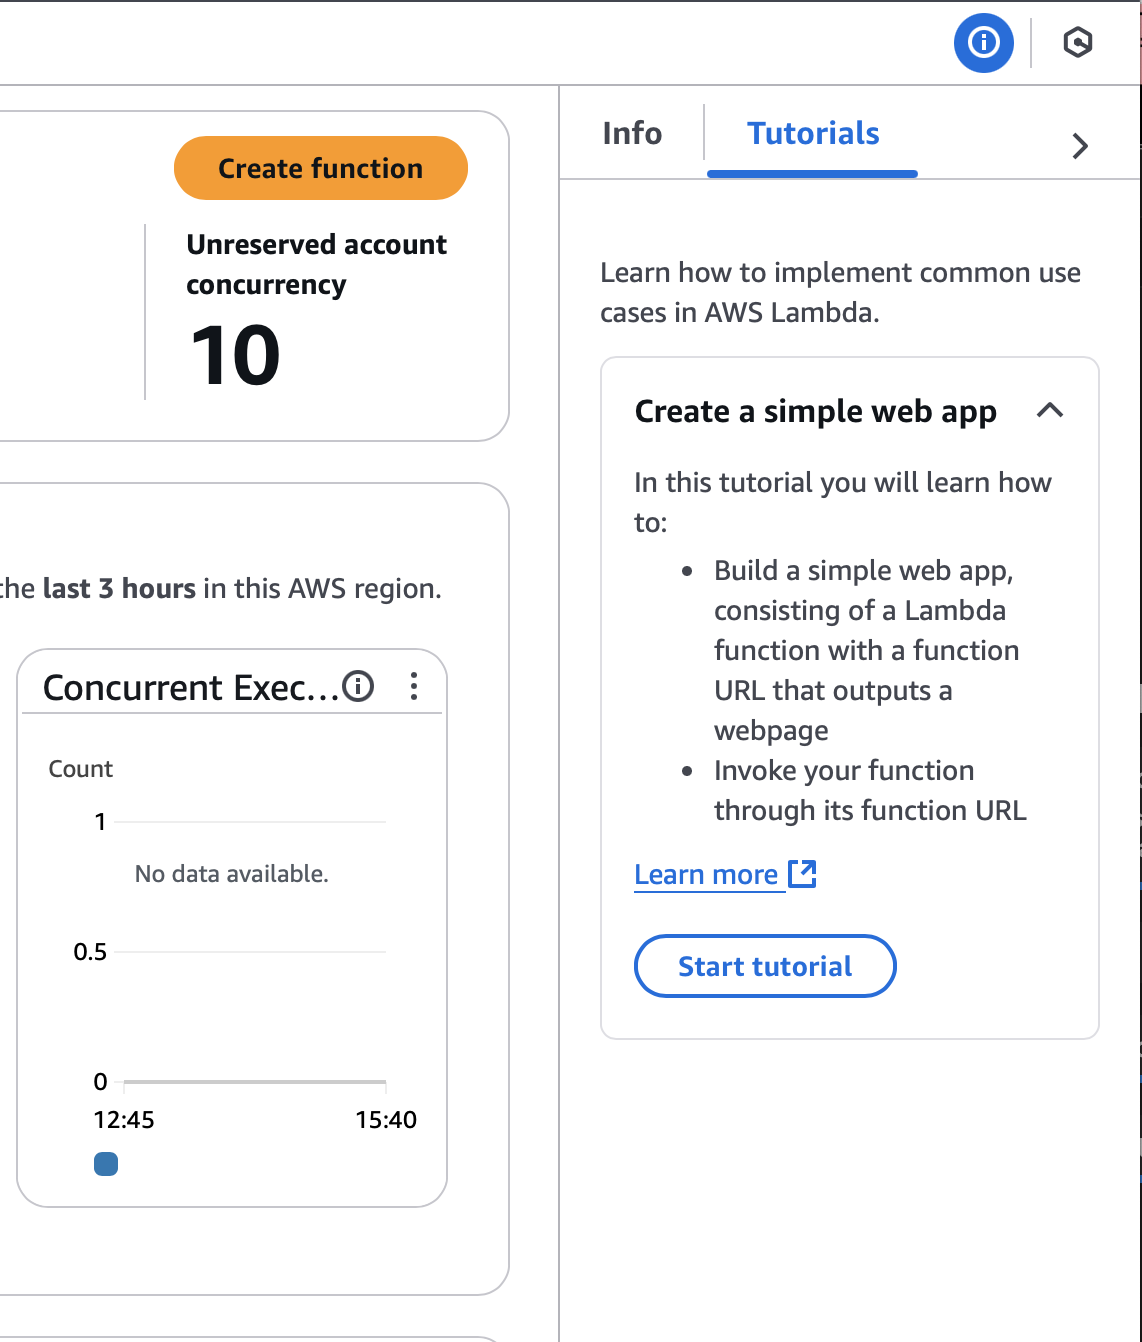 Create function
Unreserved account
concurrency
10
the last 3 hours in this AWS region.
Concurrent Exec...
Count
1
No data available.
0.5
0
12:45
15:40
Info
Tutorials
Learn how to implement common use
cases in AWS Lambda.
Create a simple web app
In this tutorial you will learn how
to:
• Build a simple web app,
consisting of a Lambda
function with a function
URL that outputs a
webpage
• Invoke your function
through its function URL
Learn more
Start tutorial